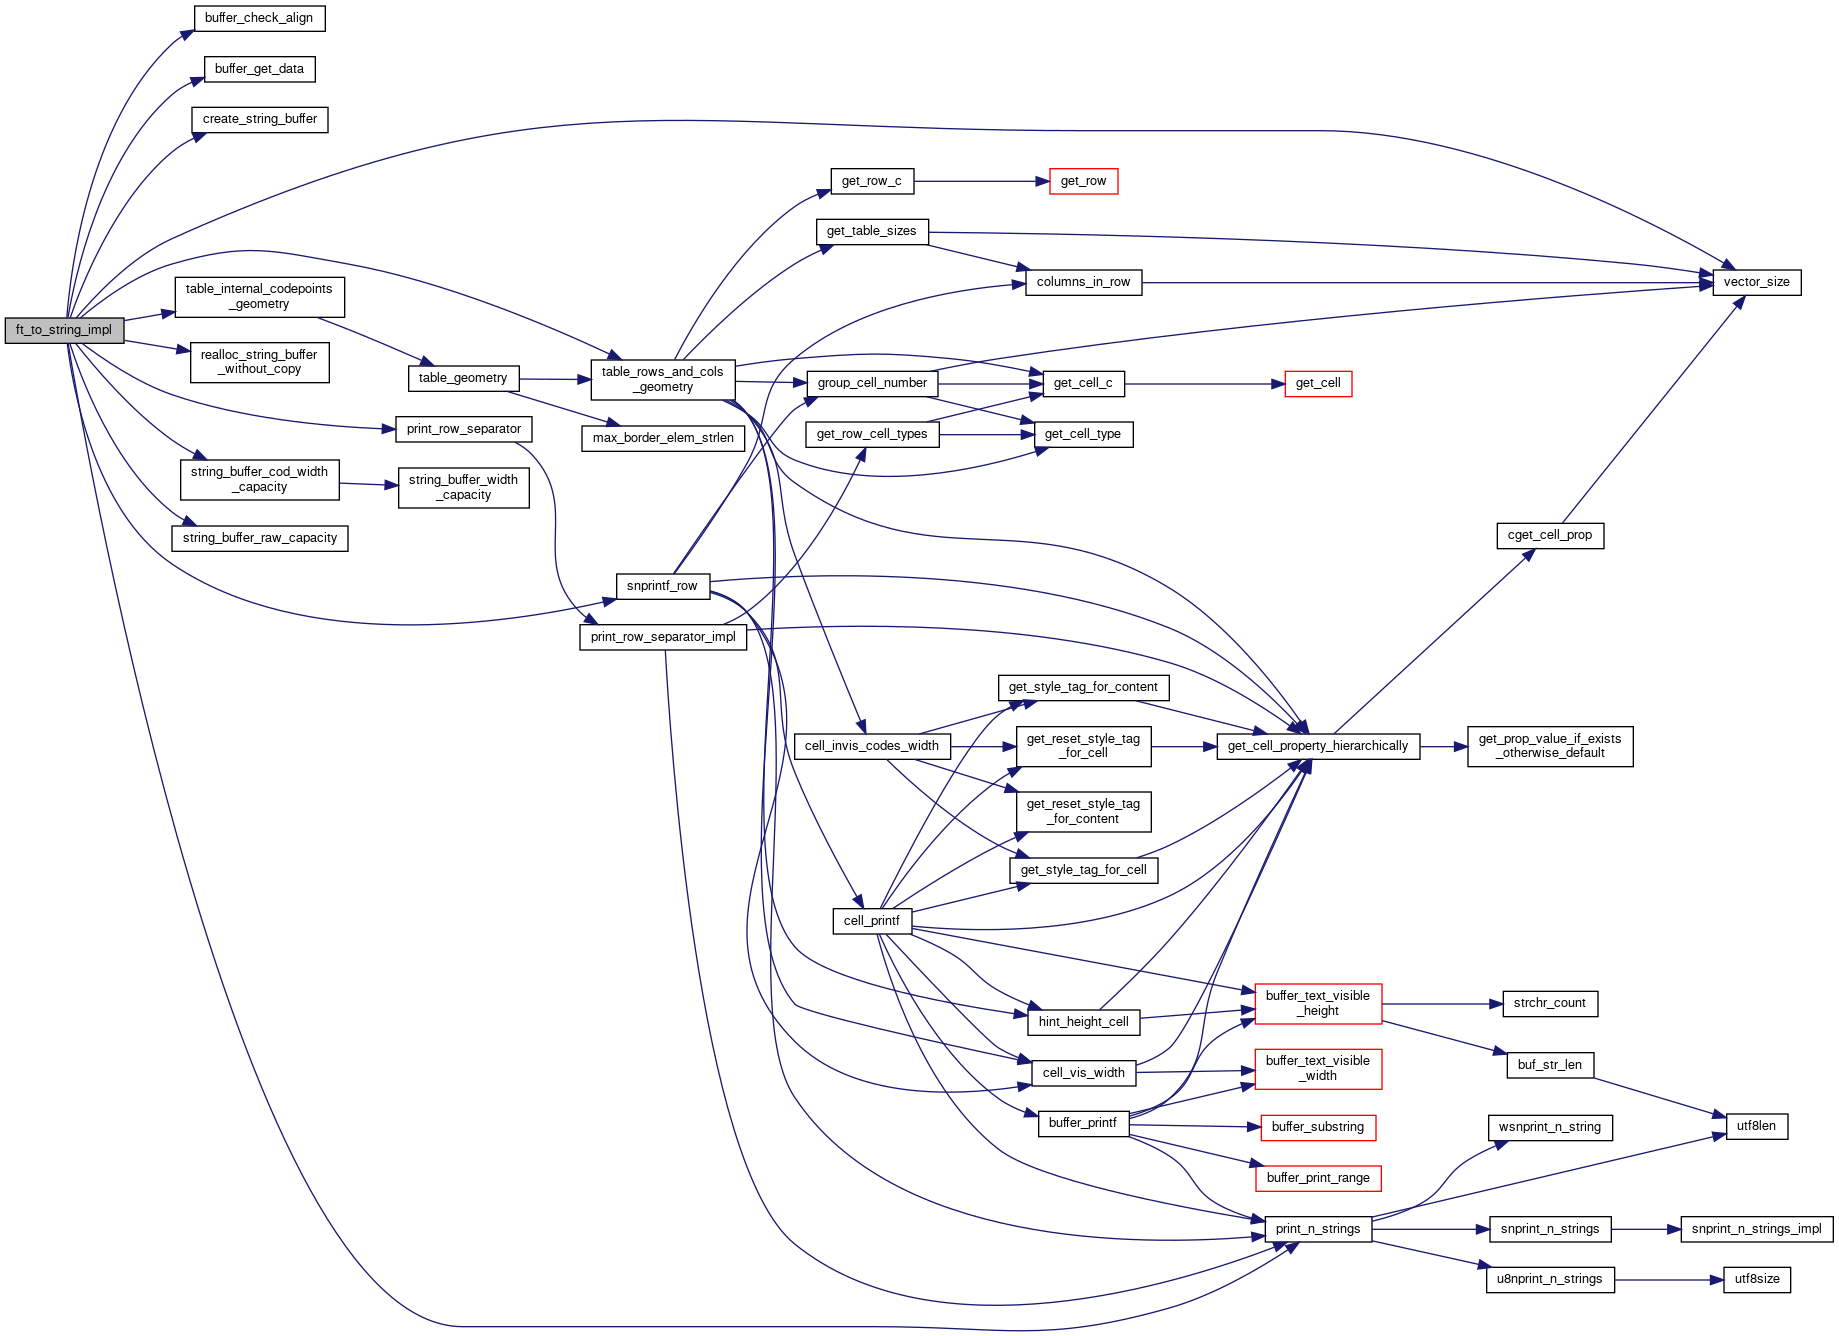 buffer_check_align
buffer_get_data
create_string_buffer
get_row_c
get_row
get_table_sizes
table_internal_codepoints
_geometry
columns_in_row
vector_size
ft_to_string_impl
realloc_string_buffer
_without_copy
table_geometry
table_rows_and_cols
_geometry
group_cell_number
get_cell_c
get_cell
print_row_separator
max_border_elem_strlen
get_row_cell_types
get_cell_type
string_buffer_cod_width
_capacity
string_buffer_width
_capacity
string_buffer_raw_capacity
cget_cell_prop
snprintf_row
print_row_separator_impl
get_style_tag_for_content
cell_invis_codes_width
get_reset_style_tag
_for_cell
get_cell_property_hierarchically
get_prop_value_if_exists
_otherwise_default
get_reset_style_tag
_for_content
get_style_tag_for_cell
cell_printf
buffer_text_visible
_height
strchr_count
hint_height_cell
buf_str_len
cell_vis_width
buffer_text_visible
_width
buffer_printf
buffer_substring
wsnprint_n_string
utf8len
buffer_print_range
print_n_strings
snprint_n_strings
snprint_n_strings_impl
u8nprint_n_strings
utf8size